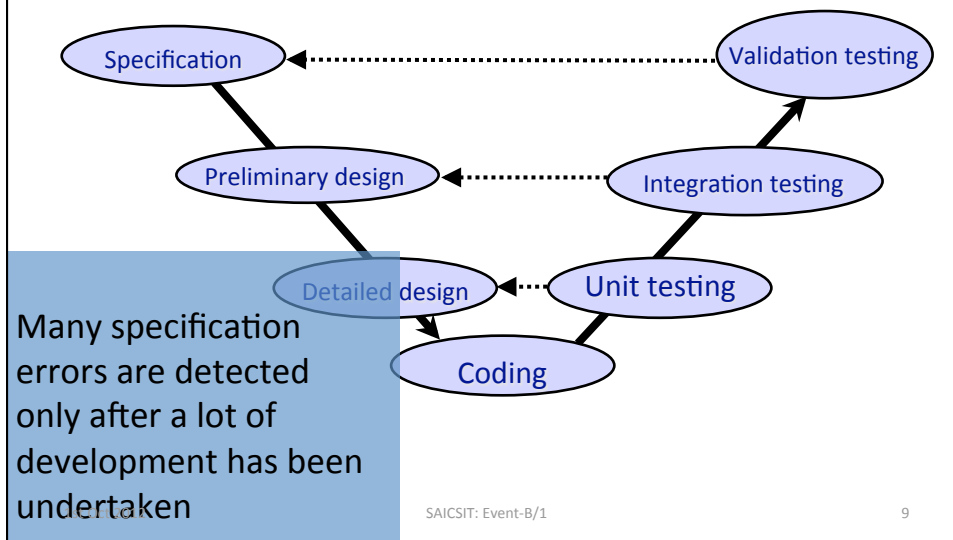 Specification
Validation testing
Preliminary design
Integration testing
Detailed design
Unit testing
Coding
Many specification
errors are detected
only after a lot of
development has been
undertaken
SAICSIT: Event-B/1
9